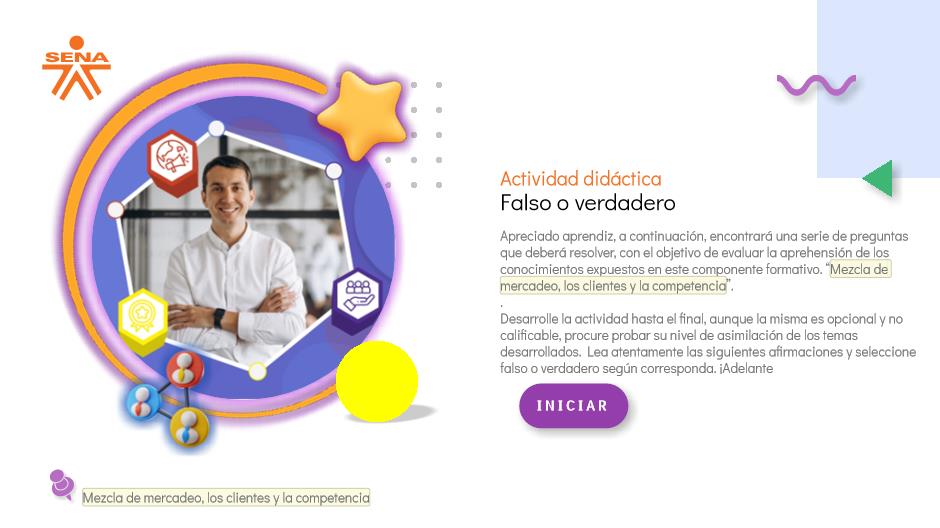 SENA
Actividad didáctica
Falso o verdadero
Apreciado aprendiz, a continuación, encontrará una serie de preguntas
que deberá resolver, con el objetivo de evaluar la aprehensión de los
conocimientos expuestos en este componente formativo. "Mezcla de
mercadeo, los clientes y la competencia".
.
Desarrolle la actividad hasta el final, aunque la misma es opcional y no
calificable, procure probar su nivel de asimilación de los temas
desarrollados.  Lea atentamente las siguientes afirmaciones y seleccione
falso o verdadero según corresponda. ¡Adelante
INICIAR
Mezcla de mercadeo, los clientes y la competencia